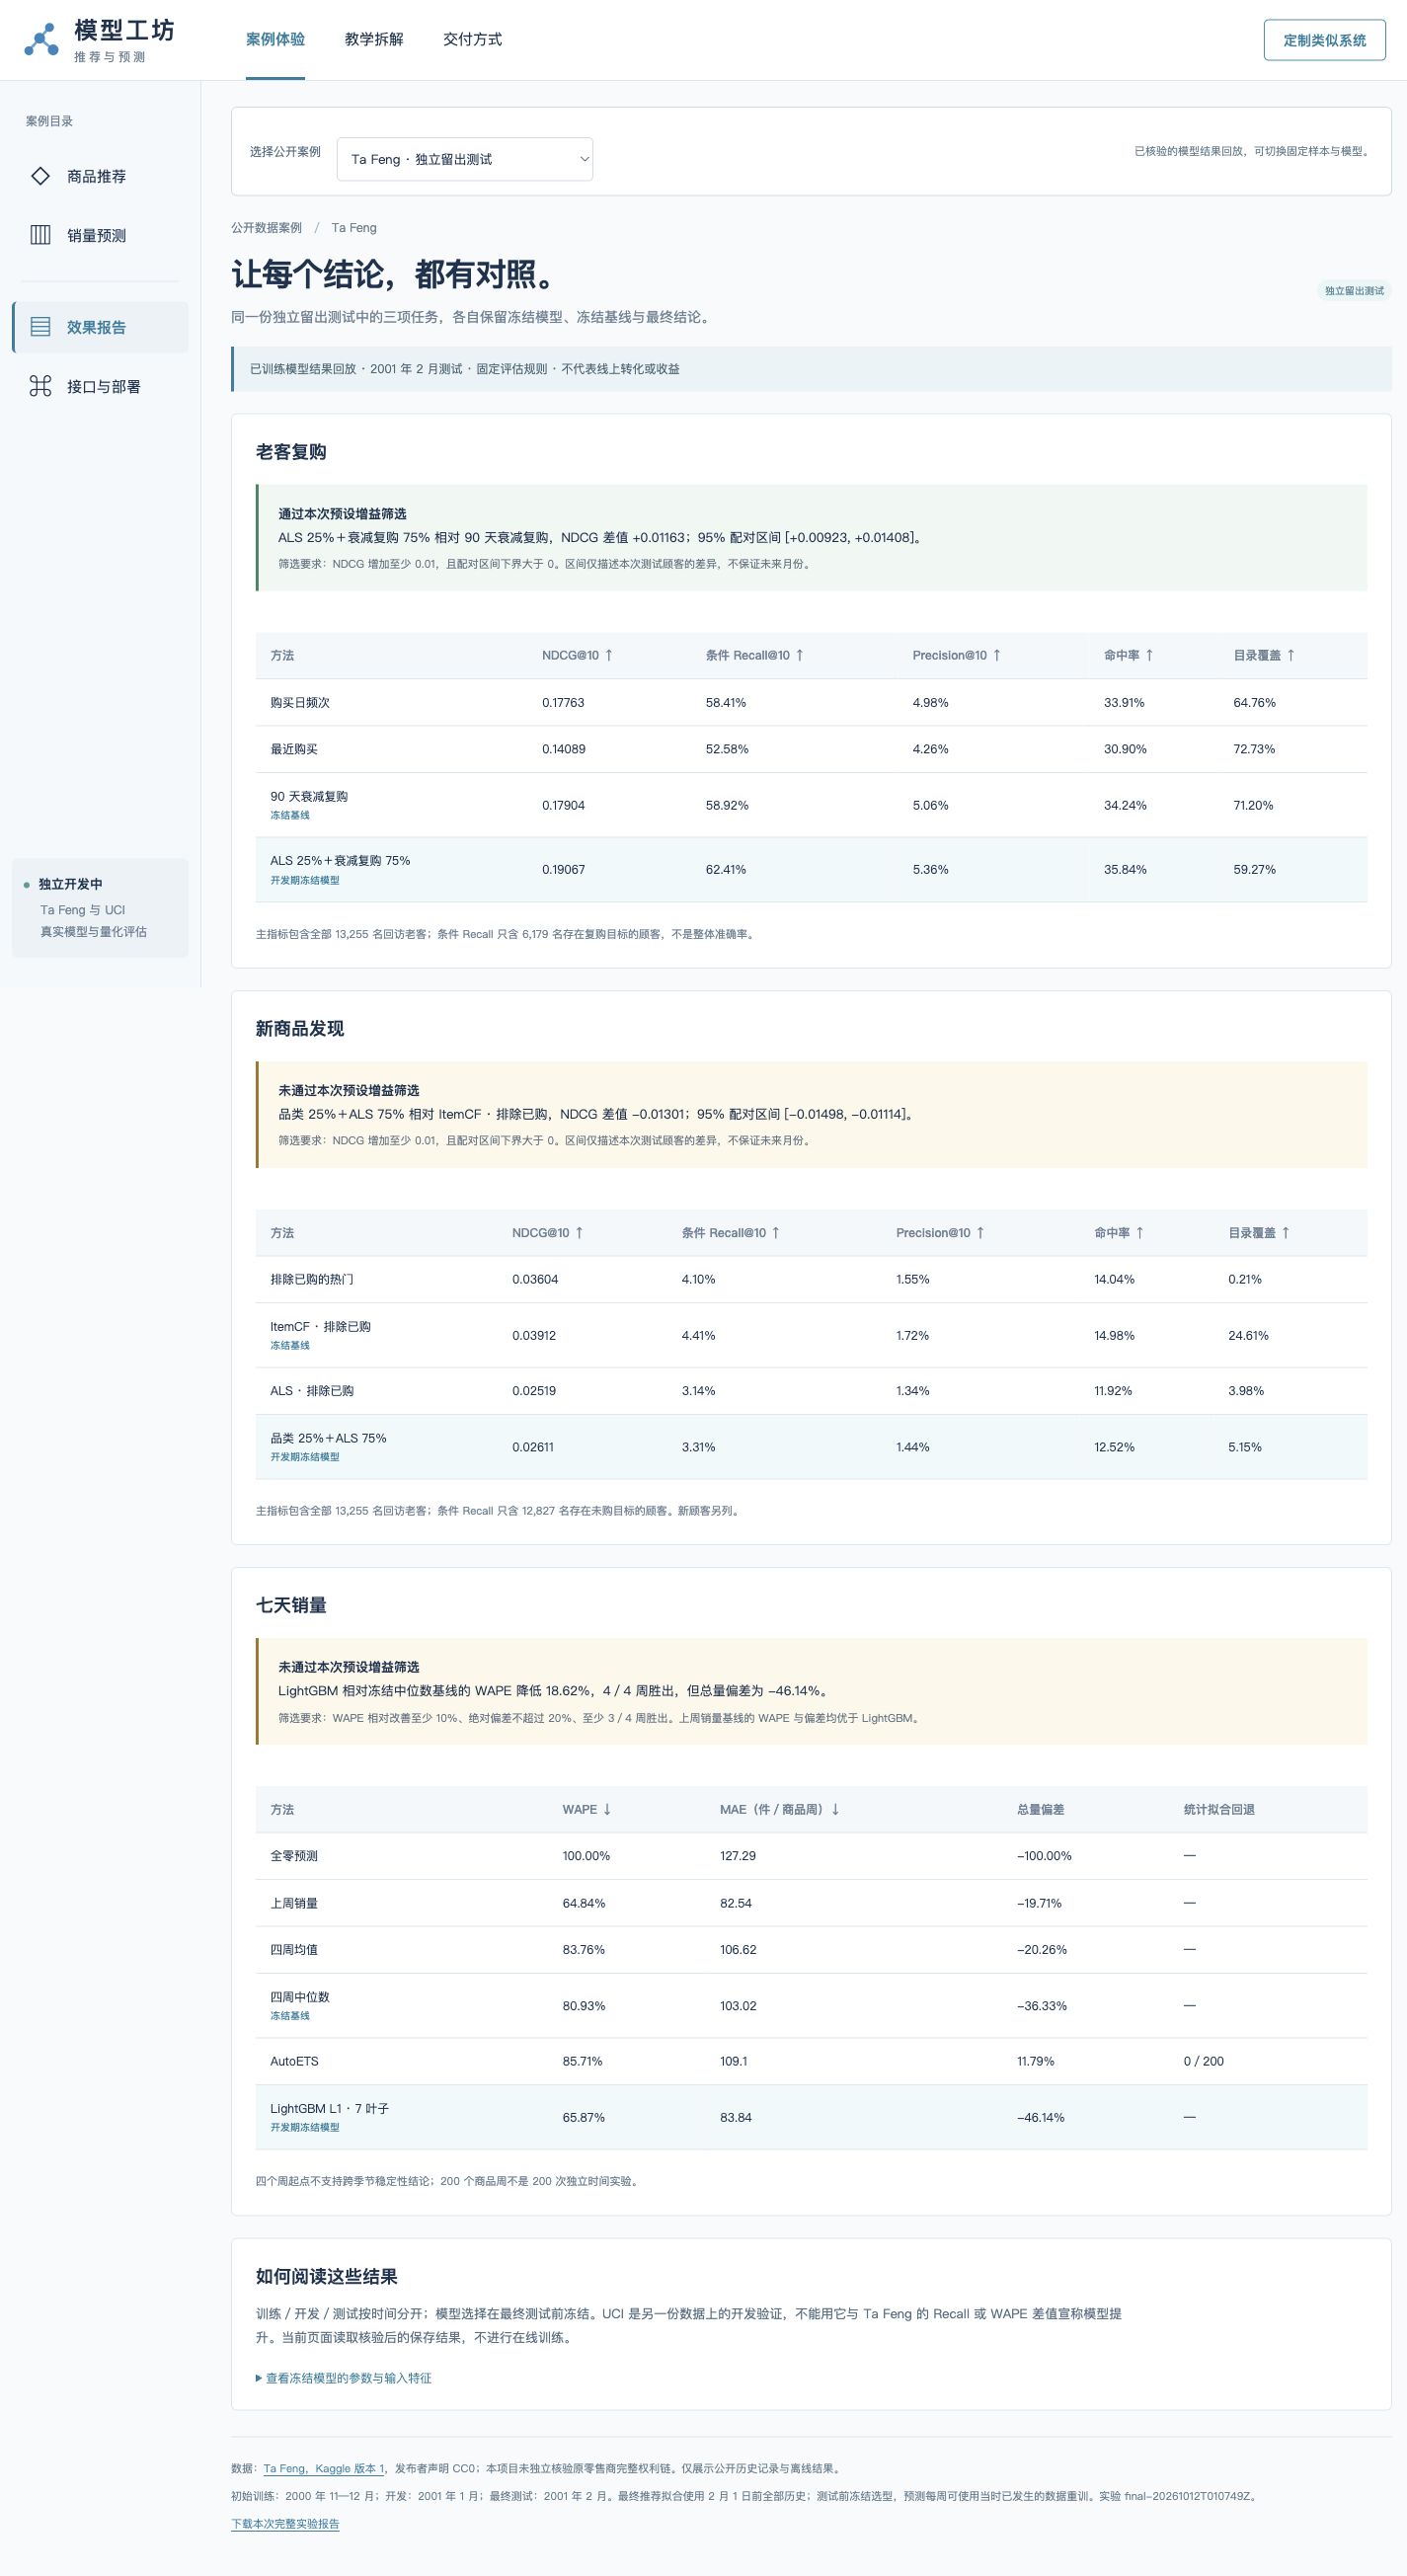 模型工坊
推荐与预测
案例体验
教学拆解
交付方式
定制类似系统
案例目录
商品推荐
销量预测
效果报告
接口与部署
独立开发中
Ta Feng 与 UCI
真实模型与量化评估
选择公开案例
Ta Feng · 独立留出测试
已核验的模型结果回放，可切换固定样本与模型。
公开数据案例 / Ta Feng
让每个结论，都有对照。
独立留出测试
同一份独立留出测试中的三项任务，各自保留冻结模型、冻结基线与最终结论。
已训练模型结果回放 · 2001 年 2 月测试 · 固定评估规则 · 不代表线上转化或收益
老客复购
通过本次预设增益筛选
ALS 25%＋衰减复购 75% 相对 90 天衰减复购，NDCG 差值 +0.01163；95% 配对区间 [+0.00923, +0.01408]。
筛选要求：NDCG 增加至少 0.01，且配对区间下界大于 0。区间仅描述本次测试顾客的差异，不保证未来月份。
方法 NDCG@10 ↑ 条件 Recall@10 ↑ Precision@10 ↑ 命中率 ↑ 目录覆盖 ↑
购买日频次 0.17763 58.41% 4.98% 33.91% 64.76%
最近购买 0.14089 52.58% 4.26% 30.90% 72.73%
90 天衰减复购
冻结基线
0.17904 58.92% 5.06% 34.24% 71.20%
ALS 25%＋衰减复购 75%
开发期冻结模型
0.19067 62.41% 5.36% 35.84% 59.27%
主指标包含全部 13,255 名回访老客；条件 Recall 只含 6,179 名存在复购目标的顾客，不是整体准确率。
新商品发现
未通过本次预设增益筛选
品类 25%＋ALS 75% 相对 ItemCF · 排除已购，NDCG 差值 −0.01301；95% 配对区间 [−0.01498, −0.01114]。
筛选要求：NDCG 增加至少 0.01，且配对区间下界大于 0。区间仅描述本次测试顾客的差异，不保证未来月份。
方法 NDCG@10 ↑ 条件 Recall@10 ↑ Precision@10 ↑ 命中率 ↑ 目录覆盖 ↑
排除已购的热门 0.03604 4.10% 1.55% 14.04% 0.21%
ItemCF · 排除已购
冻结基线
0.03912 4.41% 1.72% 14.98% 24.61%
ALS · 排除已购 0.02519 3.14% 1.34% 11.92% 3.98%
品类 25%＋ALS 75%
开发期冻结模型
0.02611 3.31% 1.44% 12.52% 5.15%
主指标包含全部 13,255 名回访老客；条件 Recall 只含 12,827 名存在未购目标的顾客。新顾客另列。
七天销量
未通过本次预设增益筛选
LightGBM 相对冻结中位数基线的 WAPE 降低 18.62%，4 / 4 周胜出，但总量偏差为 −46.14%。
筛选要求：WAPE 相对改善至少 10%、绝对偏差不超过 20%、至少 3 / 4 周胜出。上周销量基线的 WAPE 与偏差均优于 LightGBM。
方法 WAPE ↓ MAE（件 / 商品周）↓ 总量偏差 统计拟合回退
全零预测 100.00% 127.29 −100.00% —
上周销量 64.84% 82.54 −19.71% —
四周均值 83.76% 106.62 −20.26% —
四周中位数
冻结基线
80.93% 103.02 −36.33% —
AutoETS 85.71% 109.1 11.79% 0 / 200
LightGBM L1 · 7 叶子
开发期冻结模型
65.87% 83.84 −46.14% —
四个周起点不支持跨季节稳定性结论；200 个商品周不是 200 次独立时间实验。
如何阅读这些结果
训练 / 开发 / 测试按时间分开；模型选择在最终测试前冻结。UCI 是另一份数据上的开发验证，不能用它与 Ta Feng 的 Recall 或 WAPE 差值宣称模型提
升。当前页面读取核验后的保存结果，不进行在线训练。
▶ 查看冻结模型的参数与输入特征
数据：Ta Feng，Kaggle 版本 1，发布者声明 CC0；本项目未独立核验原零售商完整权利链。仅展示公开历史记录与离线结果。
初始训练：2000 年 11—12 月；开发：2001 年 1 月；最终测试：2001 年 2 月。最终推荐拟合使用 2 月 1 日前全部历史；测试前冻结选型，预测每周可使用当时已发生的数据重训。实验 final-20261012T010749Z。
下载本次完整实验报告